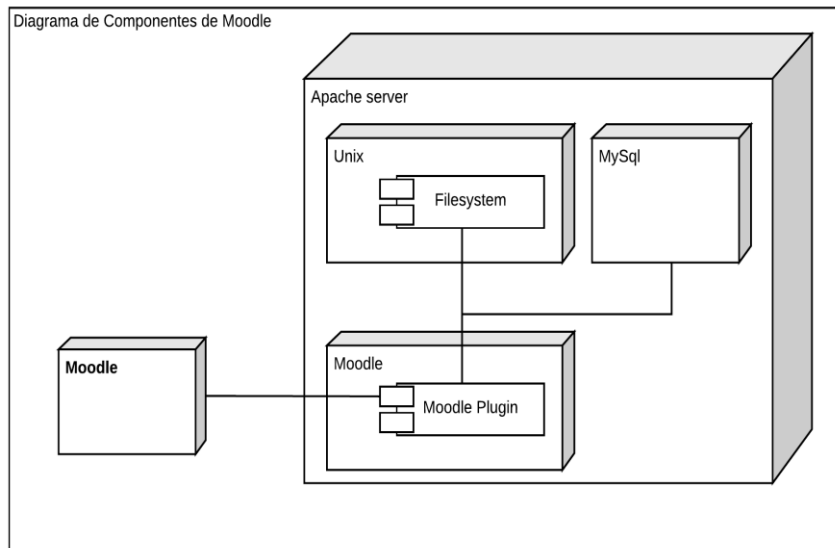 Diagrama de Componentes de Moodle
Apache server
Unix
MySql
Filesystem
Moodle
Moodle
Moodle Plugin